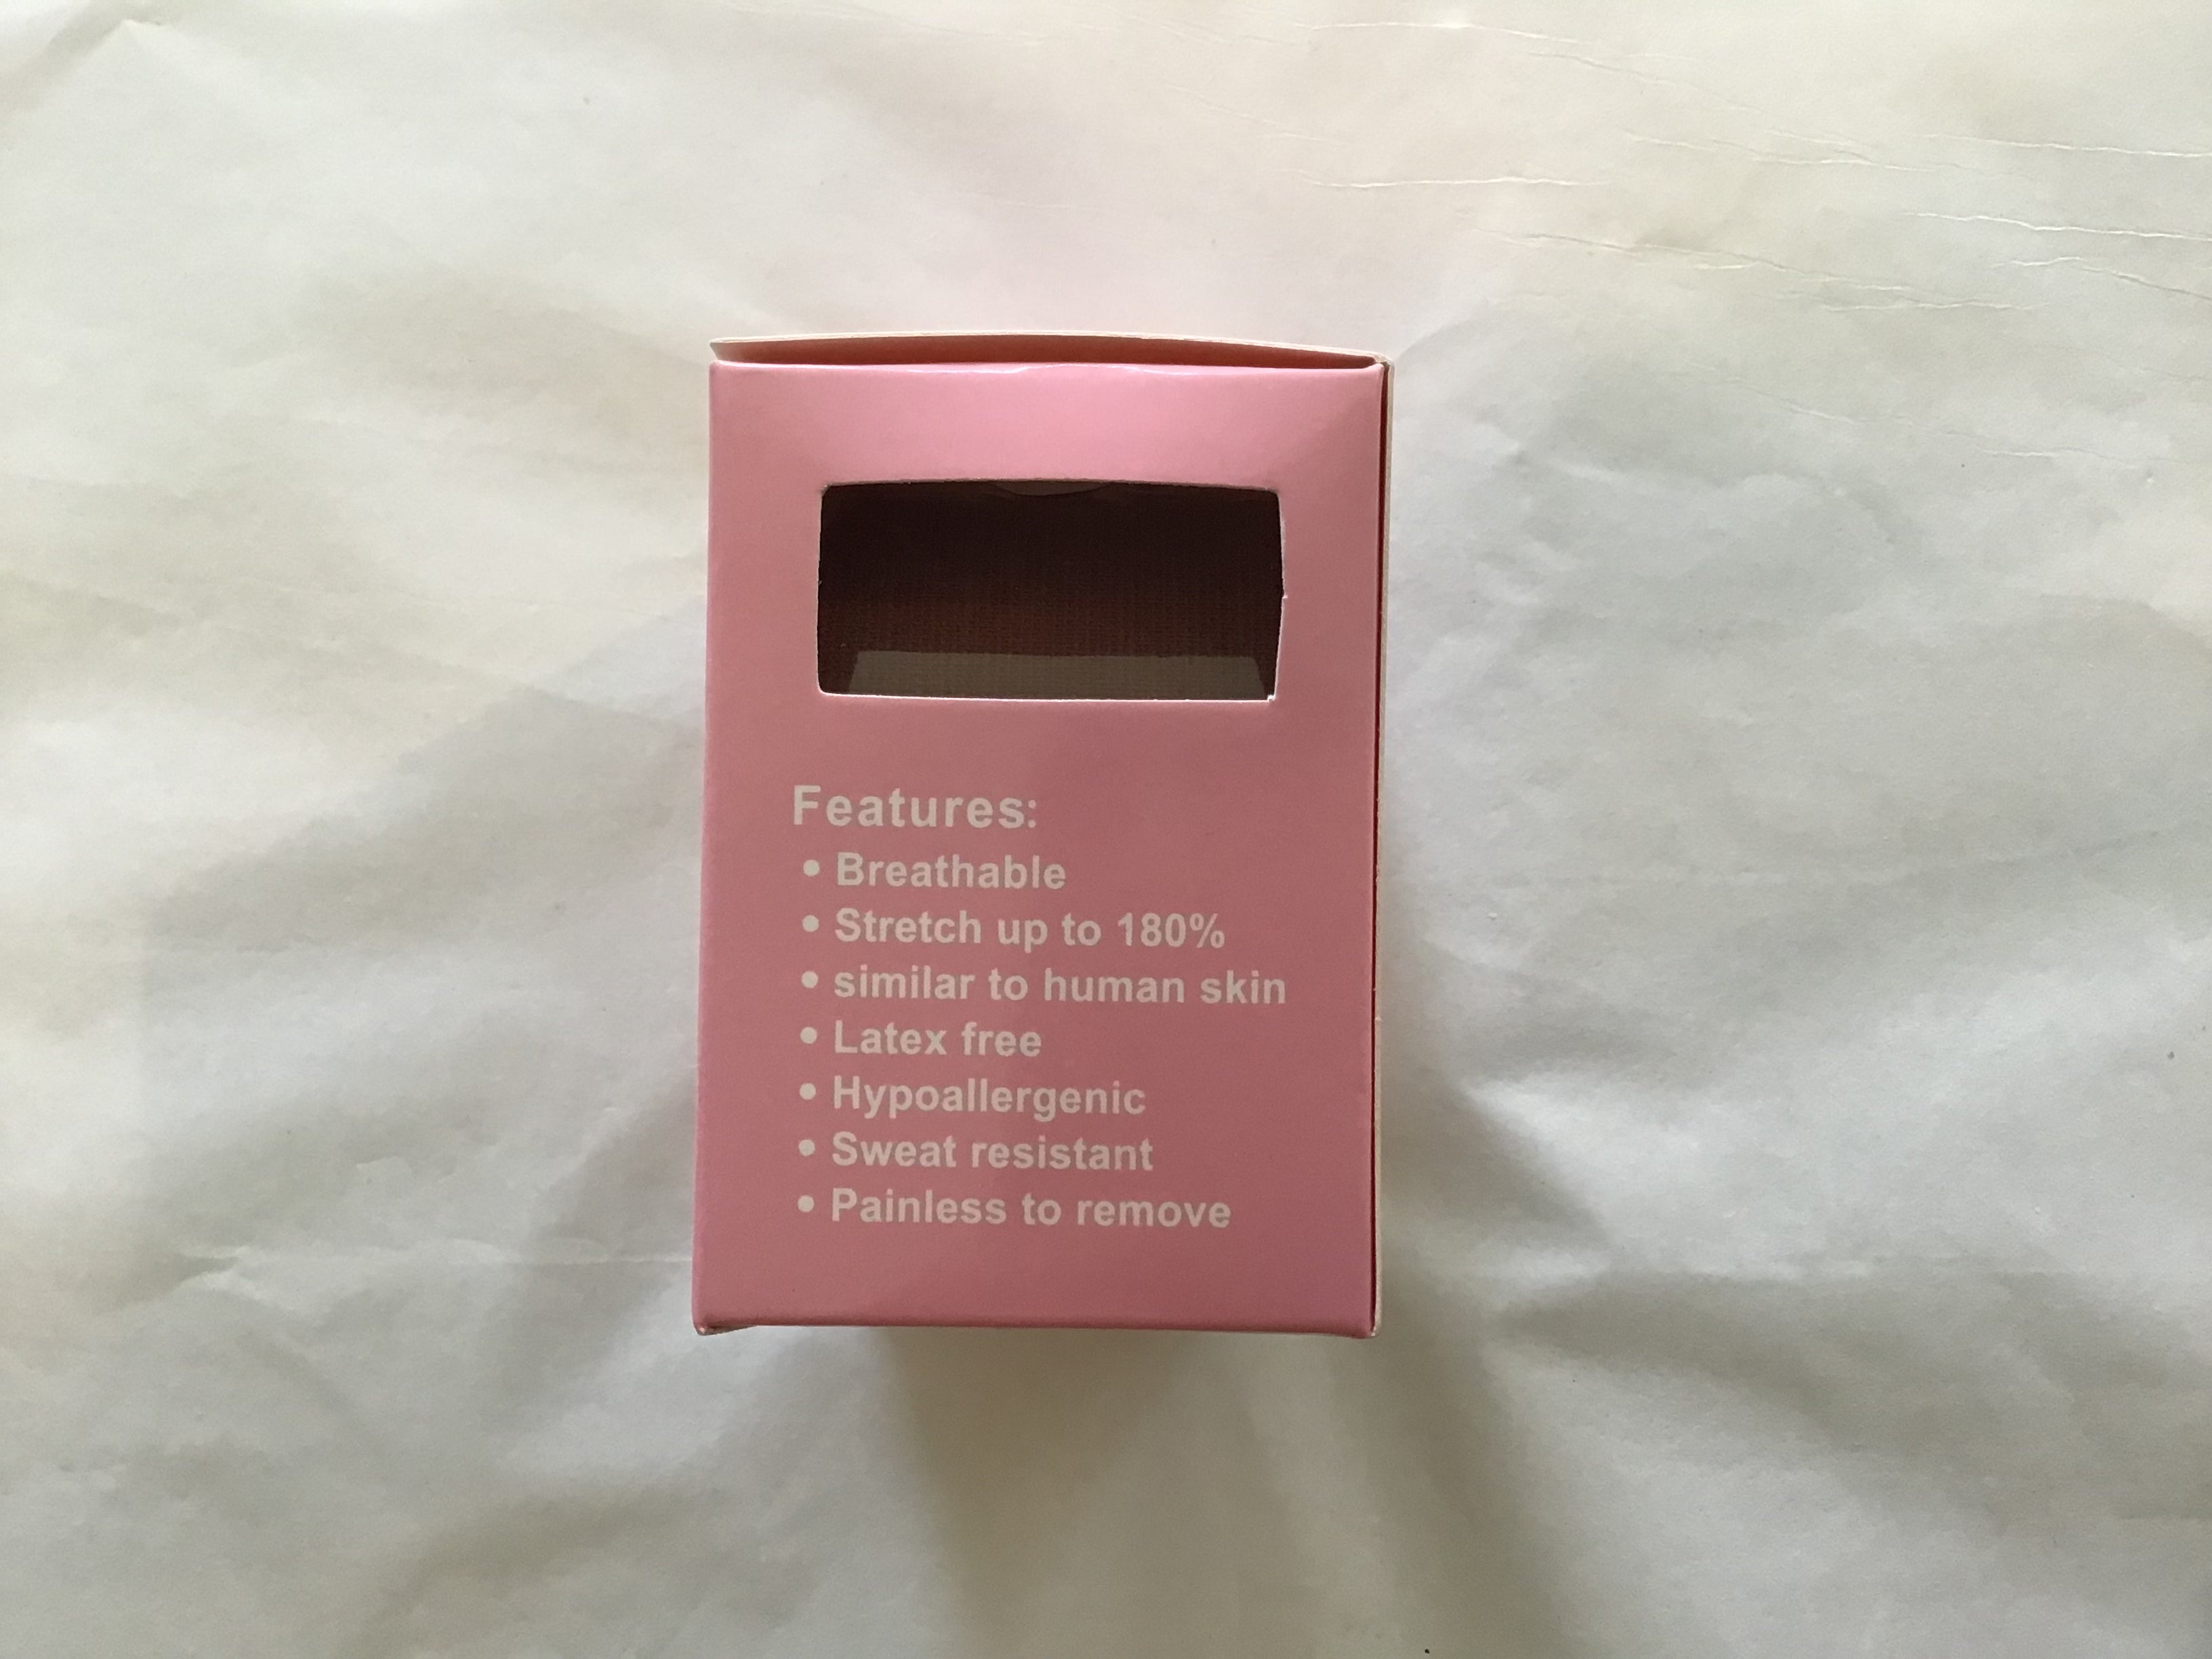 Features:
• Breathable
• Stretch up to 180%
• similar to human skin
• Latex free
• Hypoallergenic
• Sweat resistant
• Painless to remove